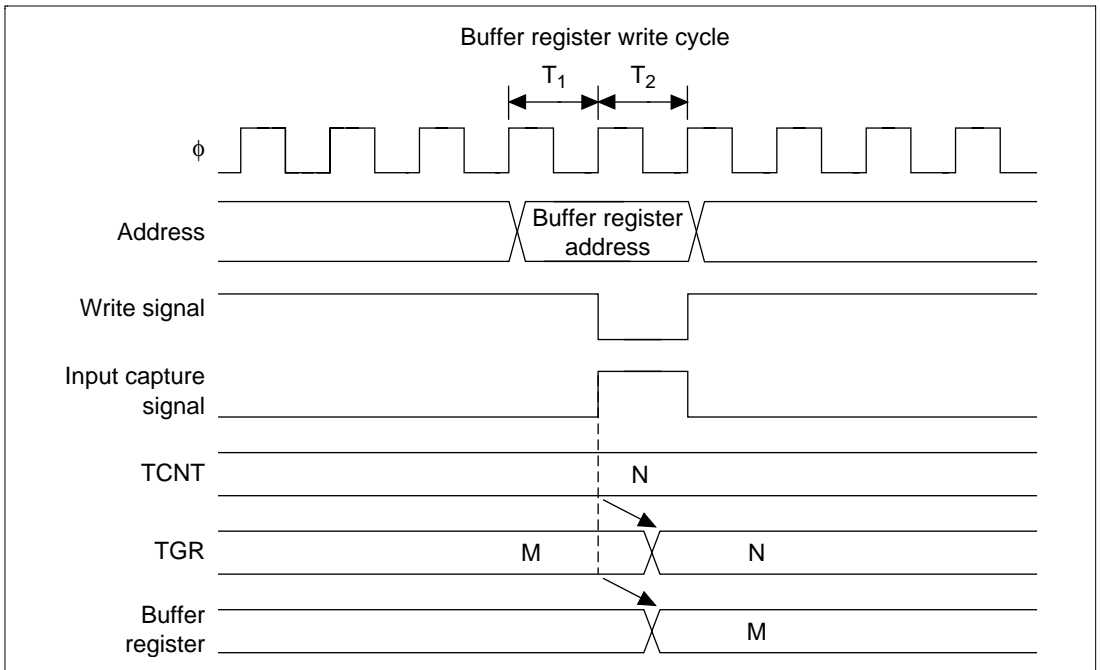 Buffer register write cycle
T1 T2
ϕ
Address
Buffer register
address
Write signal
Input capture
signal
TCNT
N
TGR
M N
Buffer
register
M